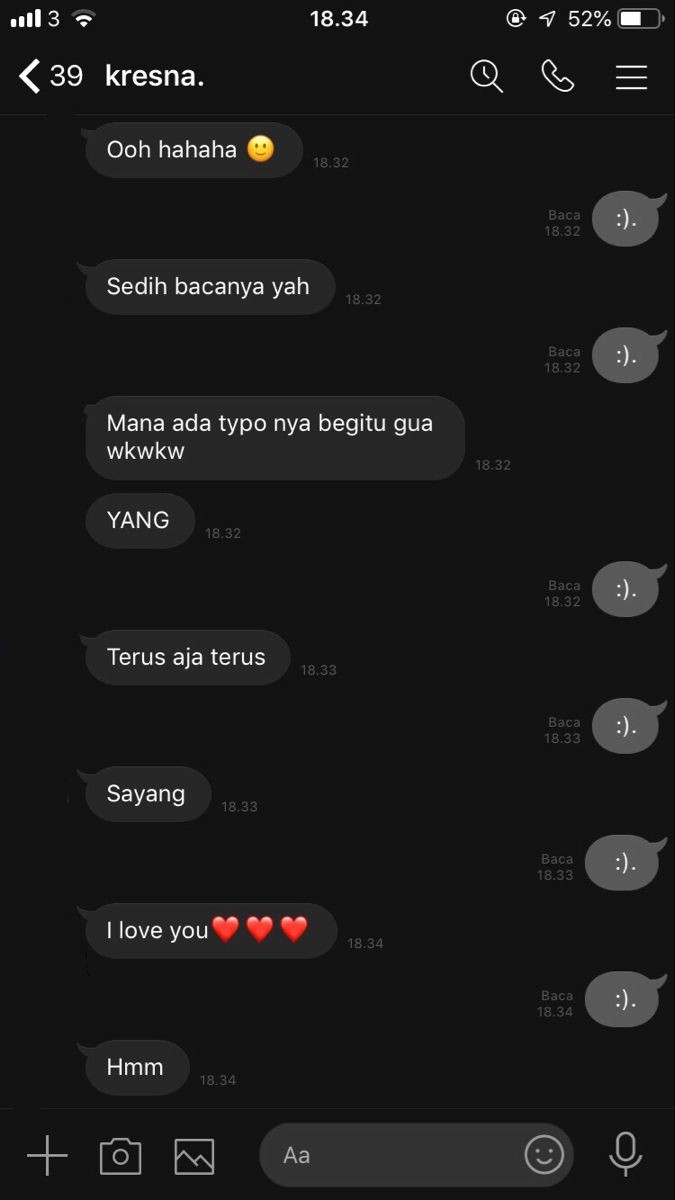 3 18.34 52%
39 kresna.
Ooh hahaha 🙂 18.32
Baca
18.32 :).
Sedih bacanya yah 18.32
Baca
18.32 :).
Mana ada typo nya begitu gua
wkwkw 18.32
YANG 18.32
Baca
18.32 :).
Terus aja terus 18.33
Baca
18.33 :).
Sayang 18.33
Baca
18.33 :).
I love you❤️❤️❤️ 18.34
Baca
18.34 :).
Hmm 18.34
Aa